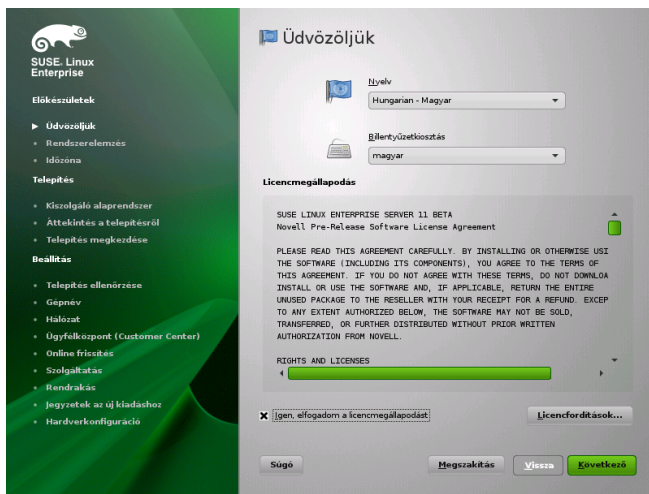 SUSE. Linux
Enterprise
Előkészületek
Üdvözöljük
Rendszerelemzés
Időzóna
Telepítés
Kiszolgáló alaprendszer
Áttekintés a telepítésről
Telepítés megkezdése
Beállítás
Telepítés ellenőrzése
Gépnév
Hálózat
Ügyfélközpont (Customer Center)
Online frissítés
Szolgáltatás
Rendrakás
Jegyzetek az új kiadáshoz
Hardverkonfiguráció
Üdvözöljük
Nyelv
Hungarian - Magyar
Billentyűzetkiosztás
magyar
Licencmegállapodás
SUSE LINUX ENTERPRISE SERVER 11 BETA
Novell Pre-Release Software License Agreement
PLEASE READ THIS AGREEMENT CAREFULLY. BY INSTALLING OR OTHERWISE USI
THE SOFTWARE (INCLUDING ITS COMPONENTS), YOU AGREE TO THE TERMS OF
THIS AGREEMENT. IF YOU DO NOT AGREE WITH THESE TERMS, DO NOT DOWNLOA
INSTALL OR USE THE SOFTWARE AND, IF APPLICABLE, RETURN THE ENTIRE
UNUSED PACKAGE TO THE RESELLER WITH YOUR RECEIPT FOR A REFUND. EXCEP
TO ANY EXTENT AUTHORIZED BELOW, THE SOFTWARE MAY NOT BE SOLD,
TRANSFERRED, OR FURTHER DISTRIBUTED WITHOUT PRIOR WRITTEN
AUTHORIZATION FROM NOVELL.
RIGHTS AND LICENSES
Igen, elfogadom a licencmegállapodást
Licencfordítások...
Súgó
Megszakítás
Vissza
Következő